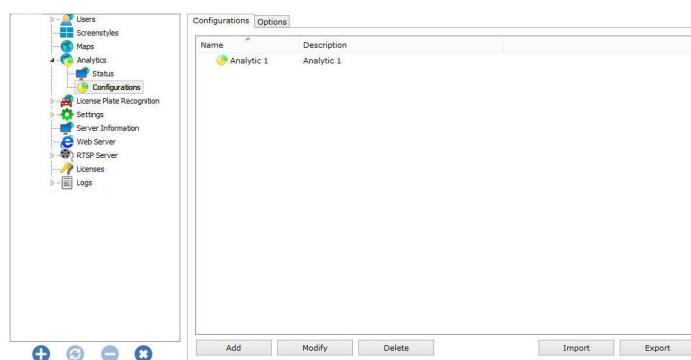 Users
Screenstyles
Maps
Analytics
Status
Configurations
License Plate Recognition
Settings
Server Information
Web Server
RTSP Server
Licenses
Logs
Configurations Options
Name Description
Analytic 1 Analytic 1
Add Modify Delete Import Export